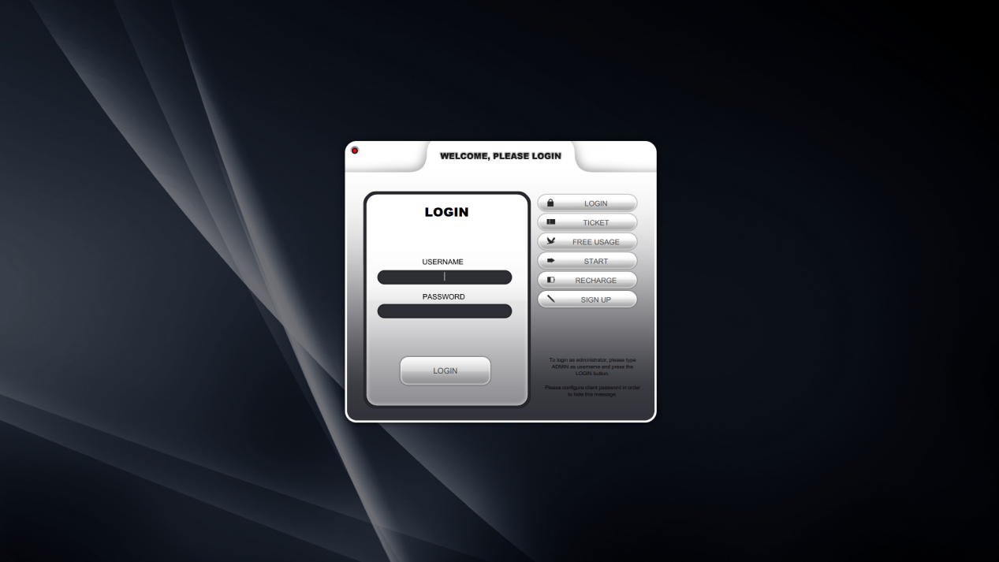 WELCOME, PLEASE LOGIN
LOGIN
USERNAME
PASSWORD
LOGIN
LOGIN
TICKET
FREE USAGE
START
RECHARGE
SIGN UP
To login as administrator, please type
ADMIN as username and press the
LOGIN button.
Please configure client password in order
to hide this message.